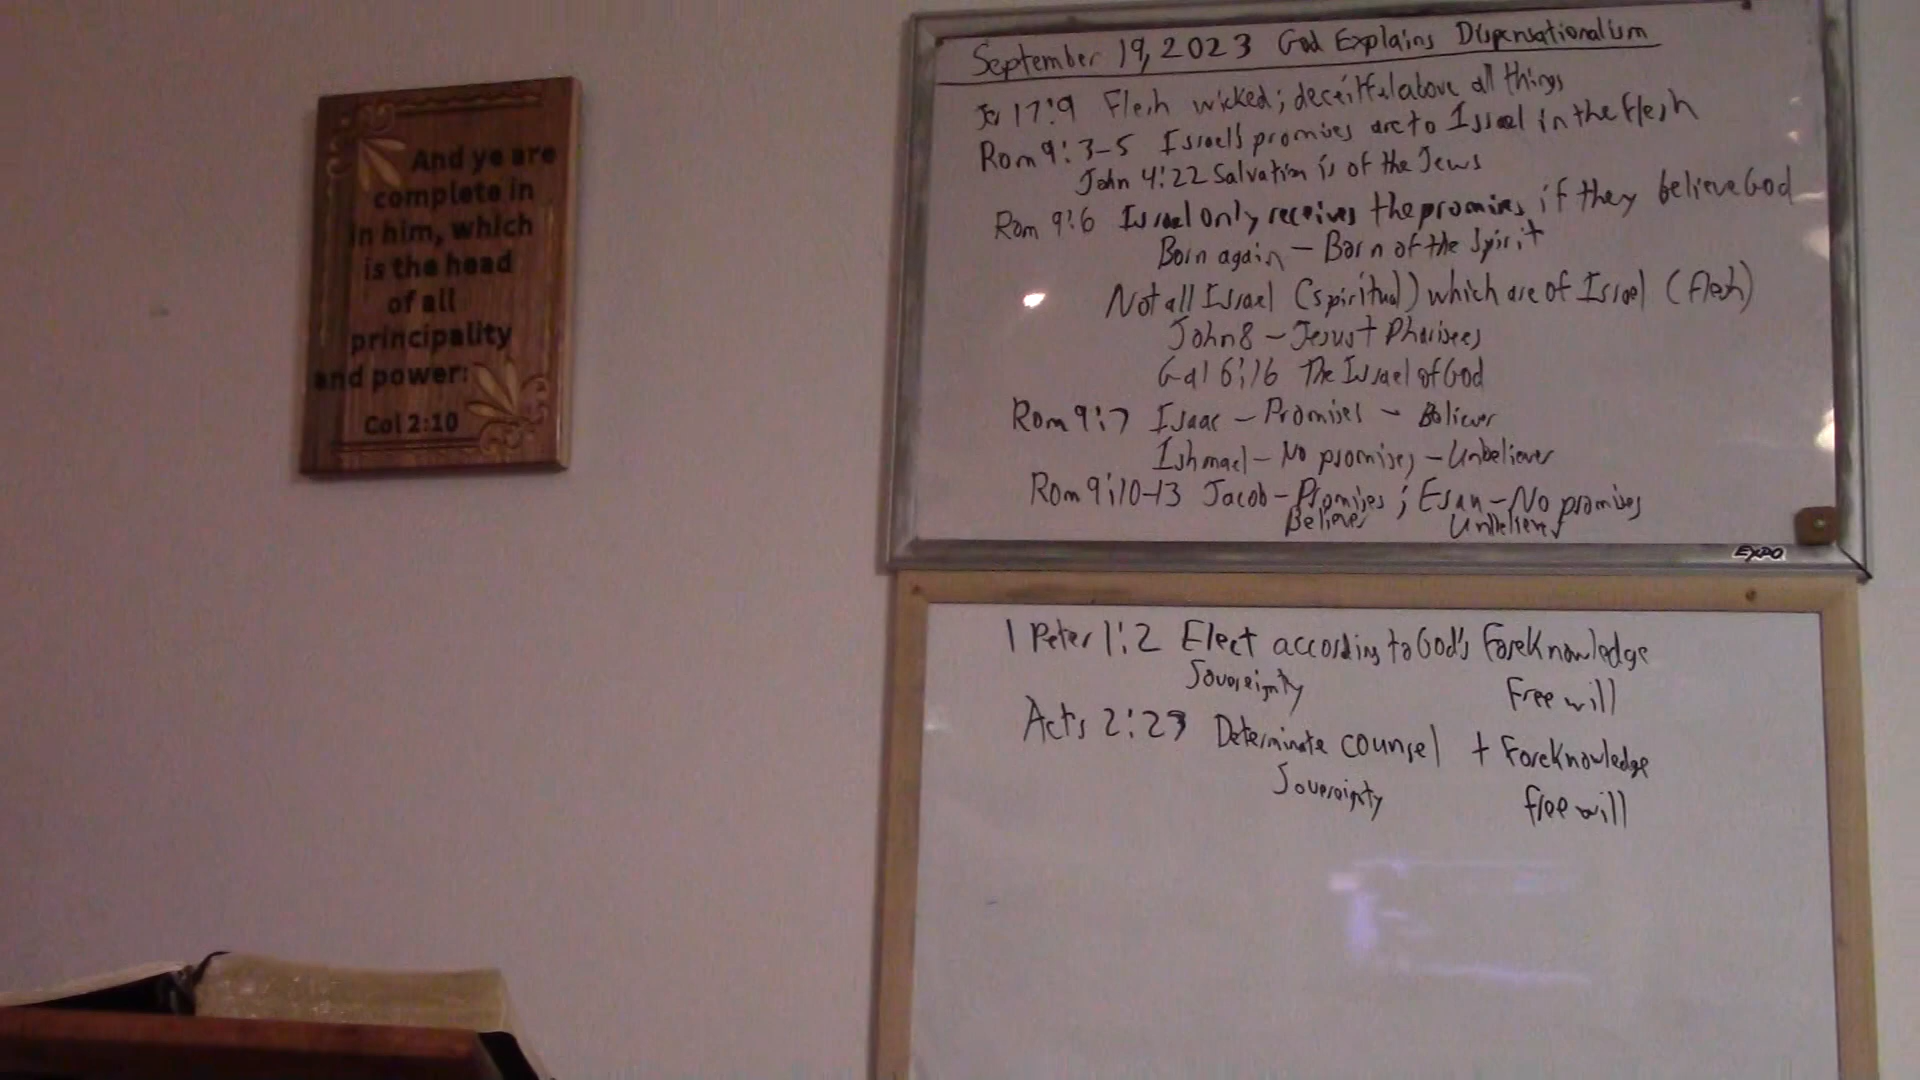 And ye are
complete in
in him, which
is the head
of all
principality
and power:
Col 2:10
September 19, 2023 God Explains Dispensationalism
Jer 17:9 Flesh wicked; deceitful above all things
Rom 9:3-5 Israel's promises are to Israel in the flesh
John 4:22 Salvation is of the Jews
Rom 9:6 Israel only receives the promises if they believe God
Born again - Born of the Spirit
Not all Israel (spiritual) which are of Israel (flesh)
John 8 - Jesus + Pharisees
Gal 6:16 The Israel of God
Rom 9:7 Isaac - Promises - Believer
Ishmael - No promises - Unbeliever
Rom 9:10-13 Jacob - Promises ; Esau - No promises
Believer Unbeliever
EXPO
1 Peter 1:2 Elect according to God's Foreknowledge
Sovereignty Free will
Acts 2:23 Determinate counsel + Foreknowledge
Sovereignty free will